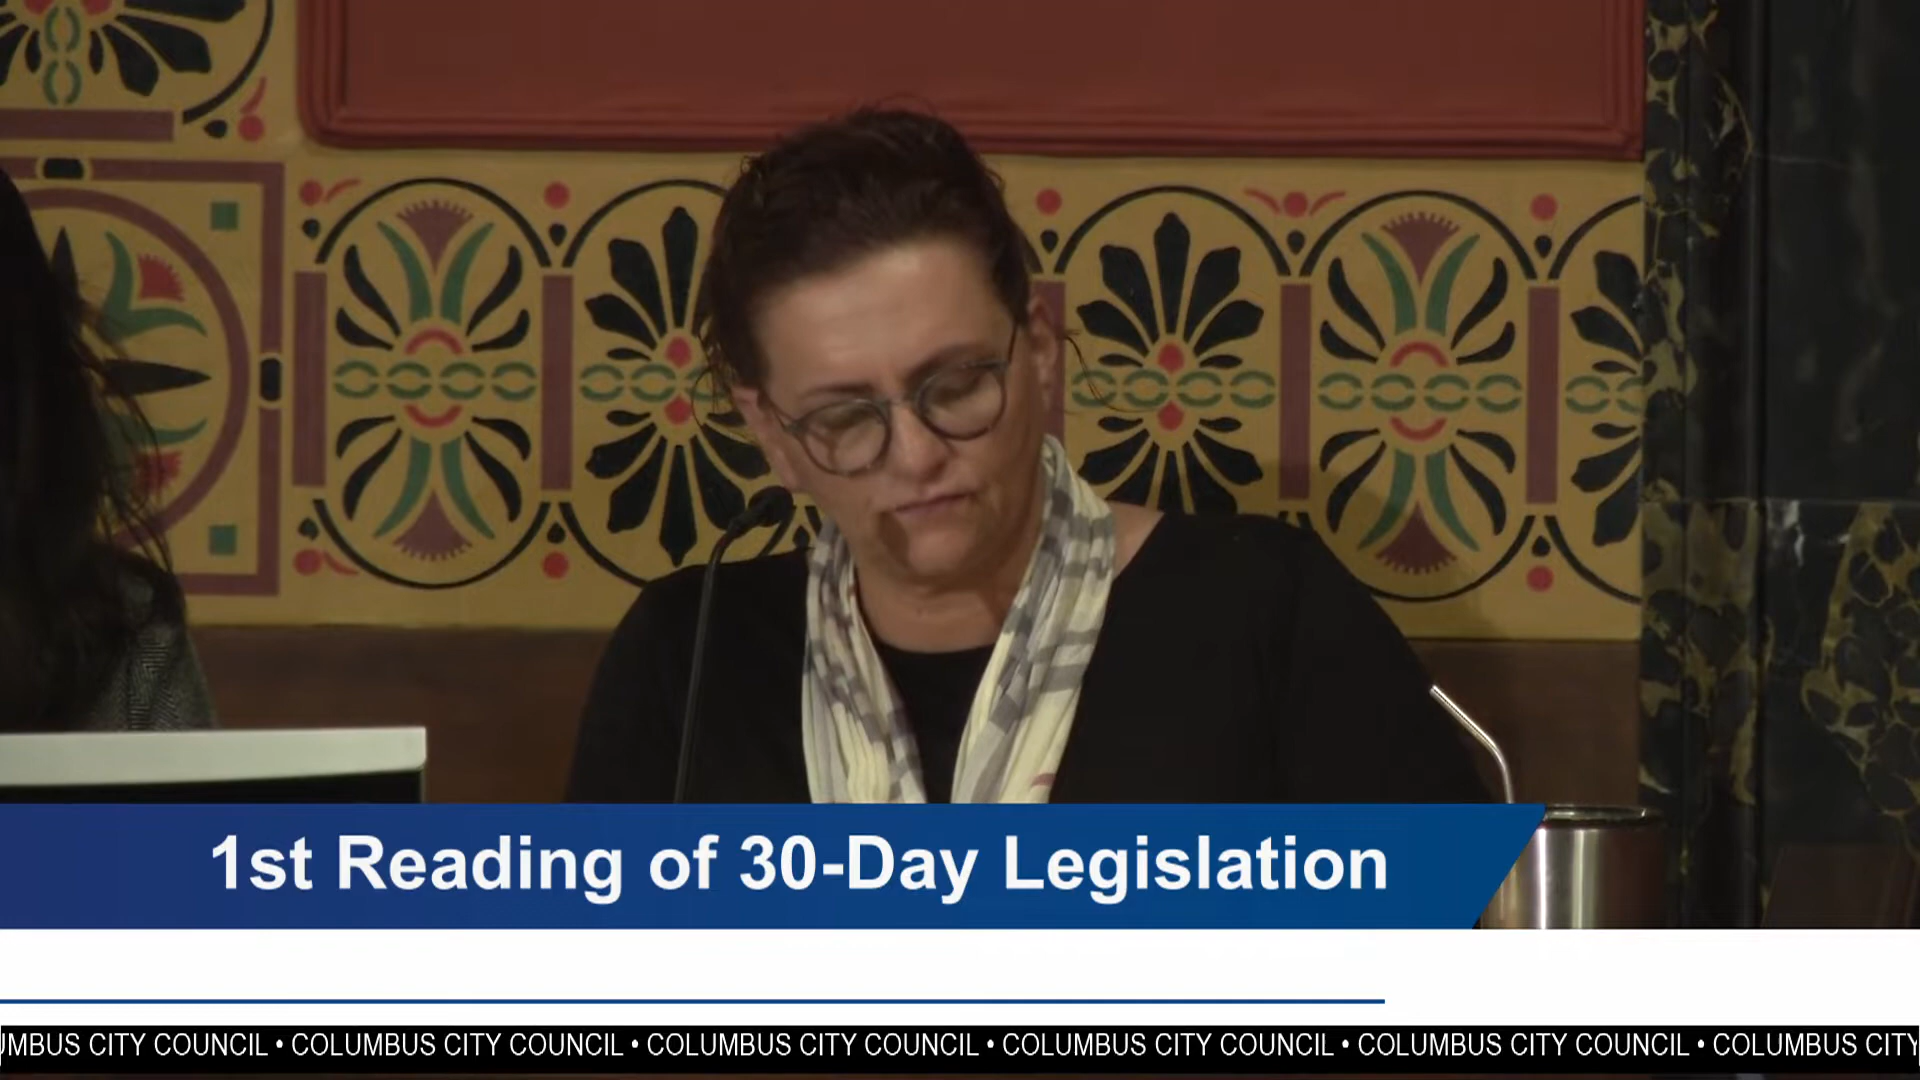 1st Reading of 30-Day Legislation
UMBUS CITY COUNCIL • COLUMBUS CITY COUNCIL • COLUMBUS CITY COUNCIL • COLUMBUS CITY COUNCIL • COLUMBUS CITY COUNCIL • COLUMBUS CITY